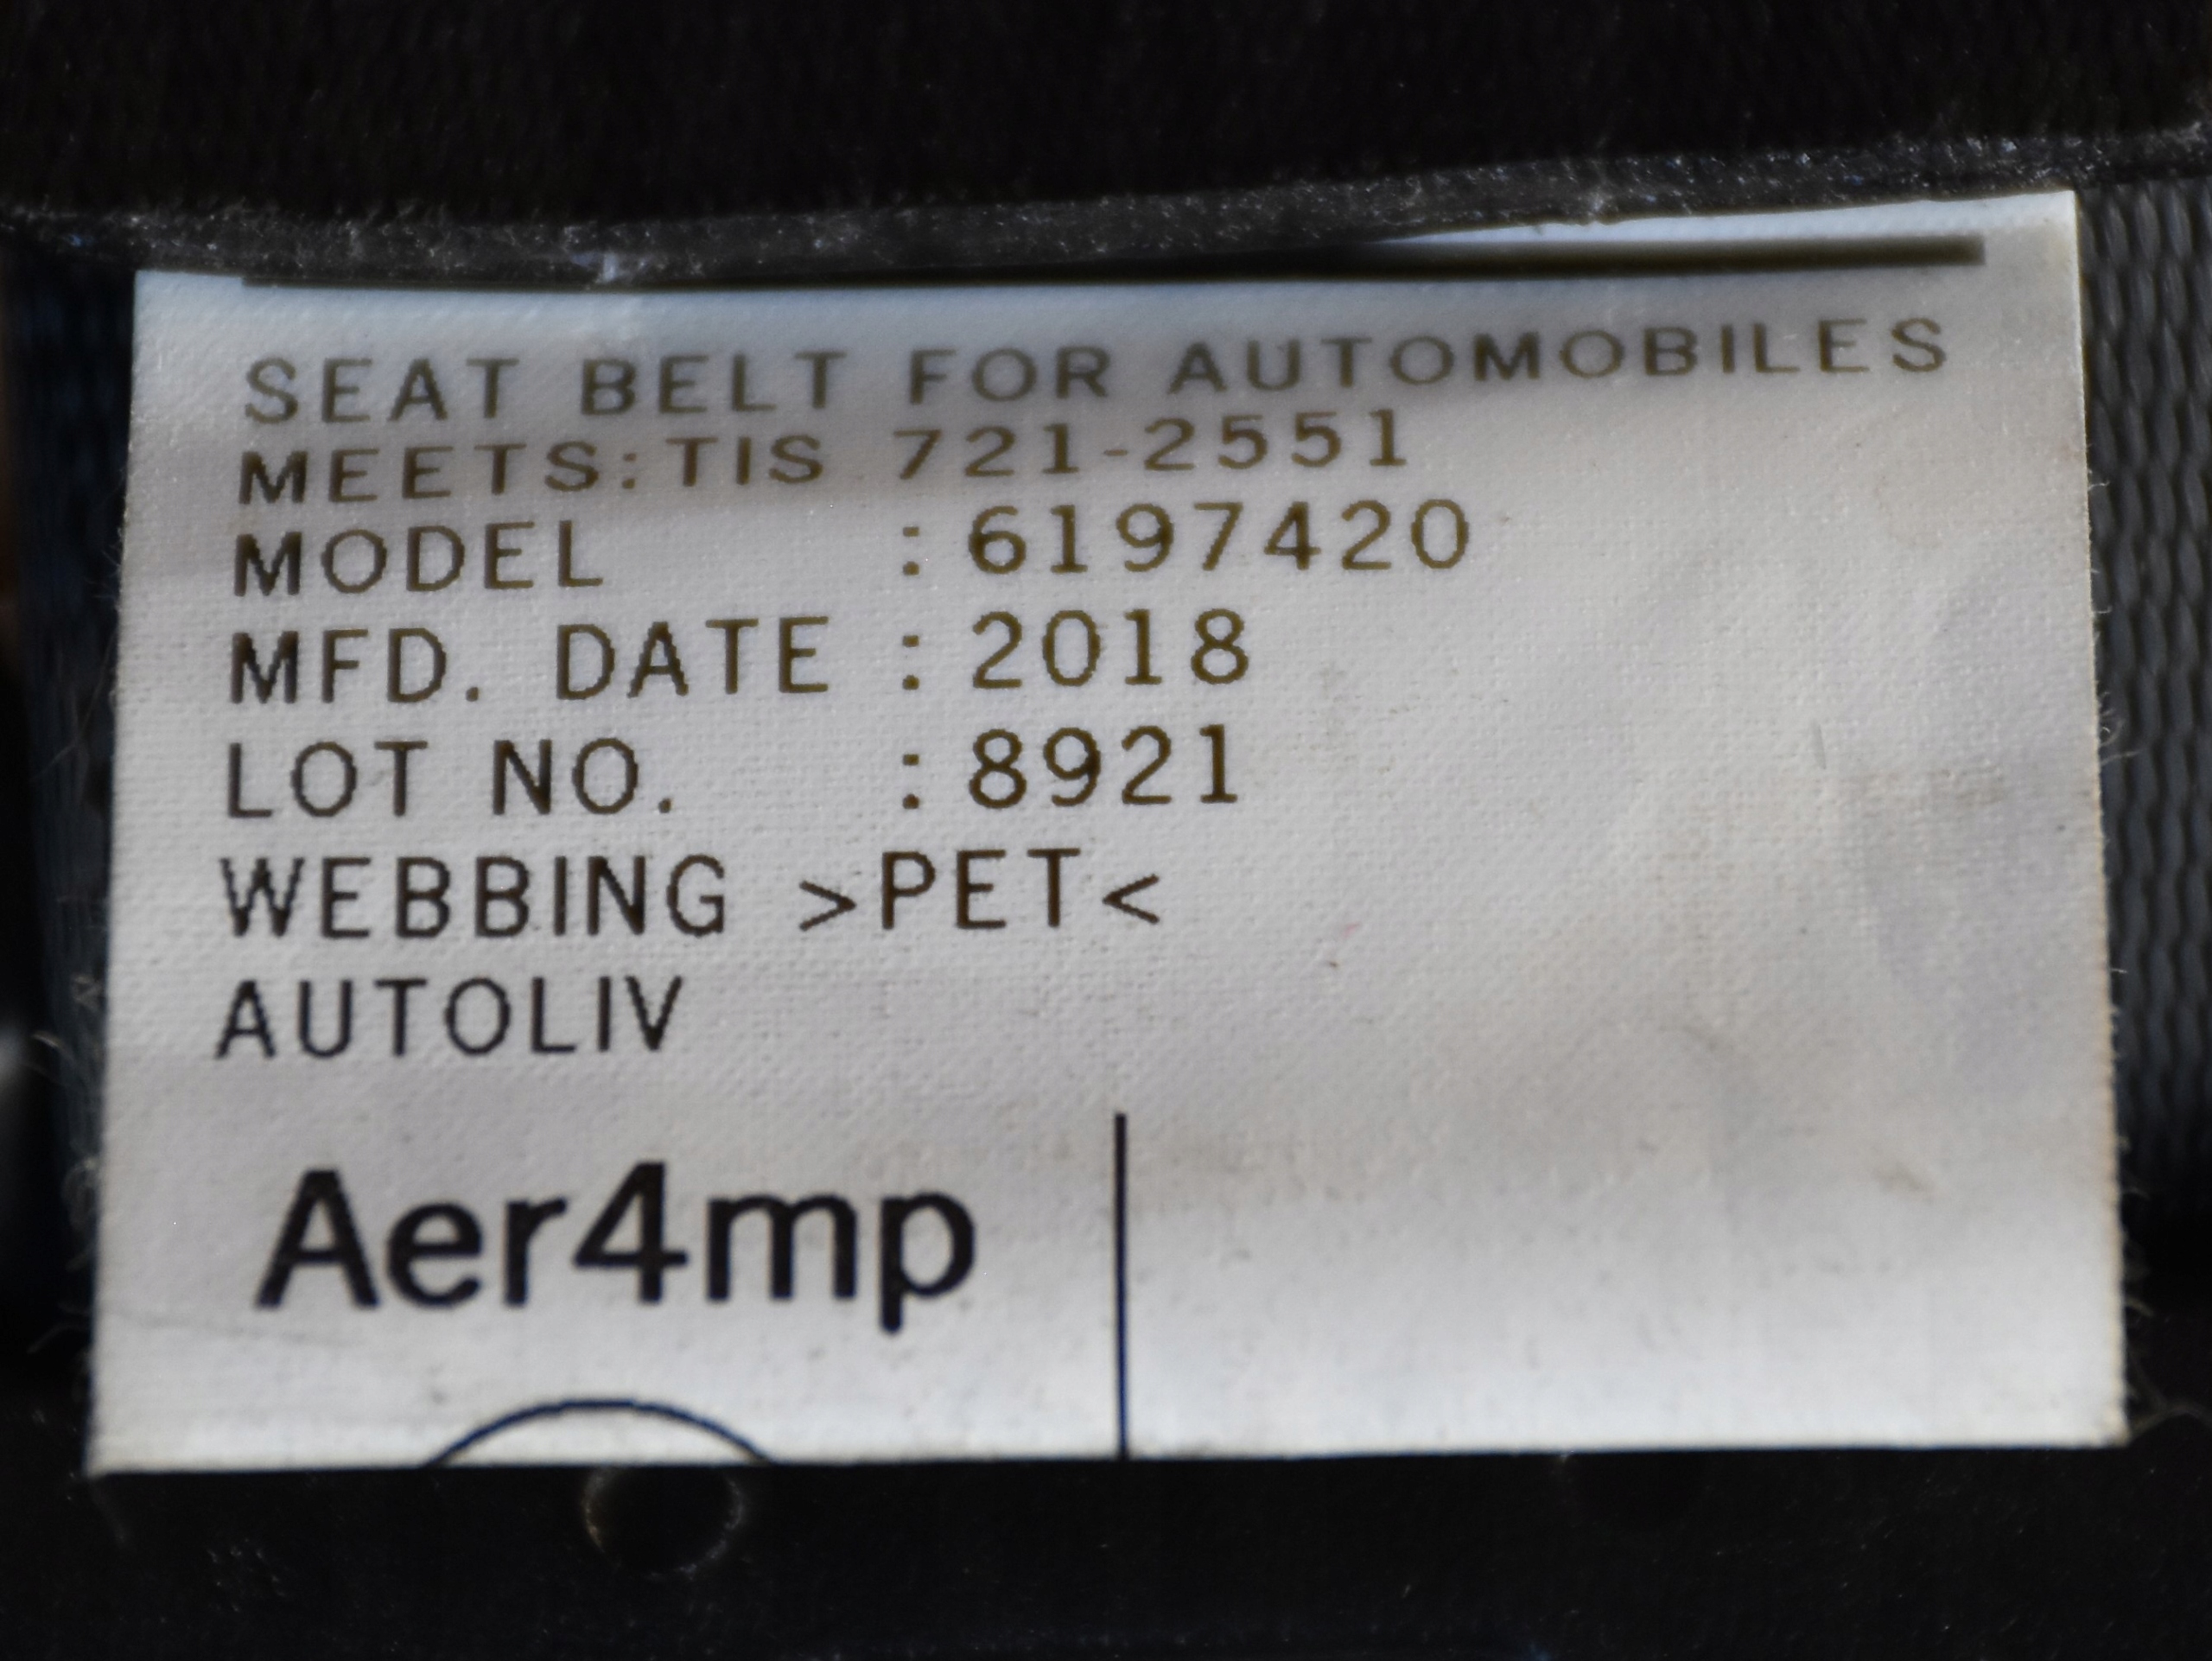 SEAT BELT FOR AUTOMOBILES
MEETS:TIS 721-2551
MODEL : 6197420
MFD. DATE : 2018
LOT NO. : 8921
WEBBING >PET<
AUTOLIV
Aer4mp